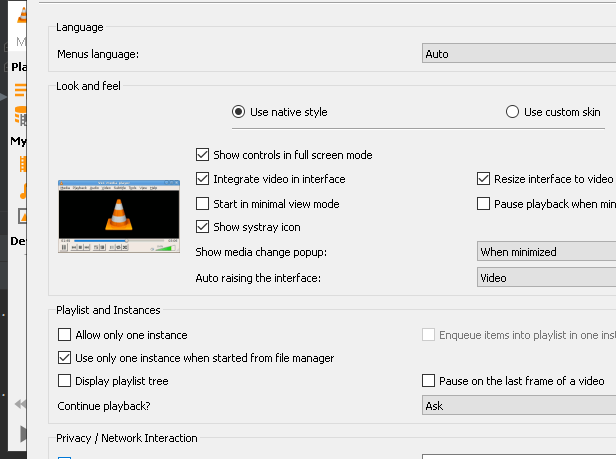 Language
Menus language: Auto
Look and feel
Use native style Use custom skin
Show controls in full screen mode
Integrate video in interface Resize interface to video
Start in minimal view mode Pause playback when min
Show systray icon
Show media change popup: When minimized
Auto raising the interface: Video
Playlist and Instances
Allow only one instance Enqueue items into playlist in one inst
Use only one instance when started from file manager
Display playlist tree Pause on the last frame of a video
Continue playback? Ask
Privacy / Network Interaction
M
Pla
My
De